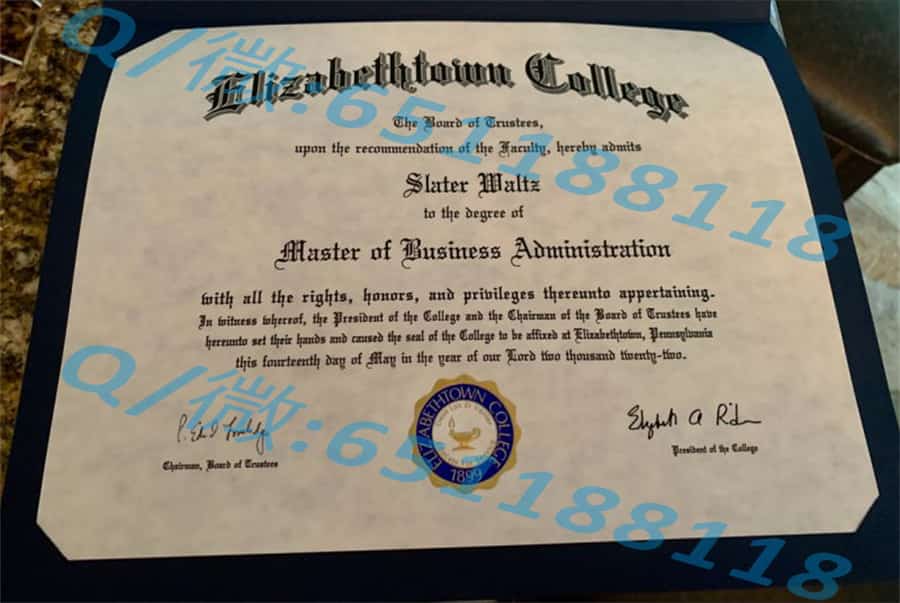 Elizabethtown College
The Board of Trustees,
upon the recommendation of the Faculty, hereby admits
Slater Waltz
to the degree of
Master of Business Administration
with all the rights, honors, and privileges thereunto appertaining.
In witness whereof, the President of the College and the Chairman of the Board of Trustees have
hereunto set their hands and caused the seal of the College to be affixed at Elizabethtown, Pennsylvania
this fourteenth day of May in the year of our Lord two thousand twenty-two.
ELIZABETHTOWN COLLEGE
1899
Chairman, Board of Trustees
President of the College
Q/微:651188118
Q/微:651188118